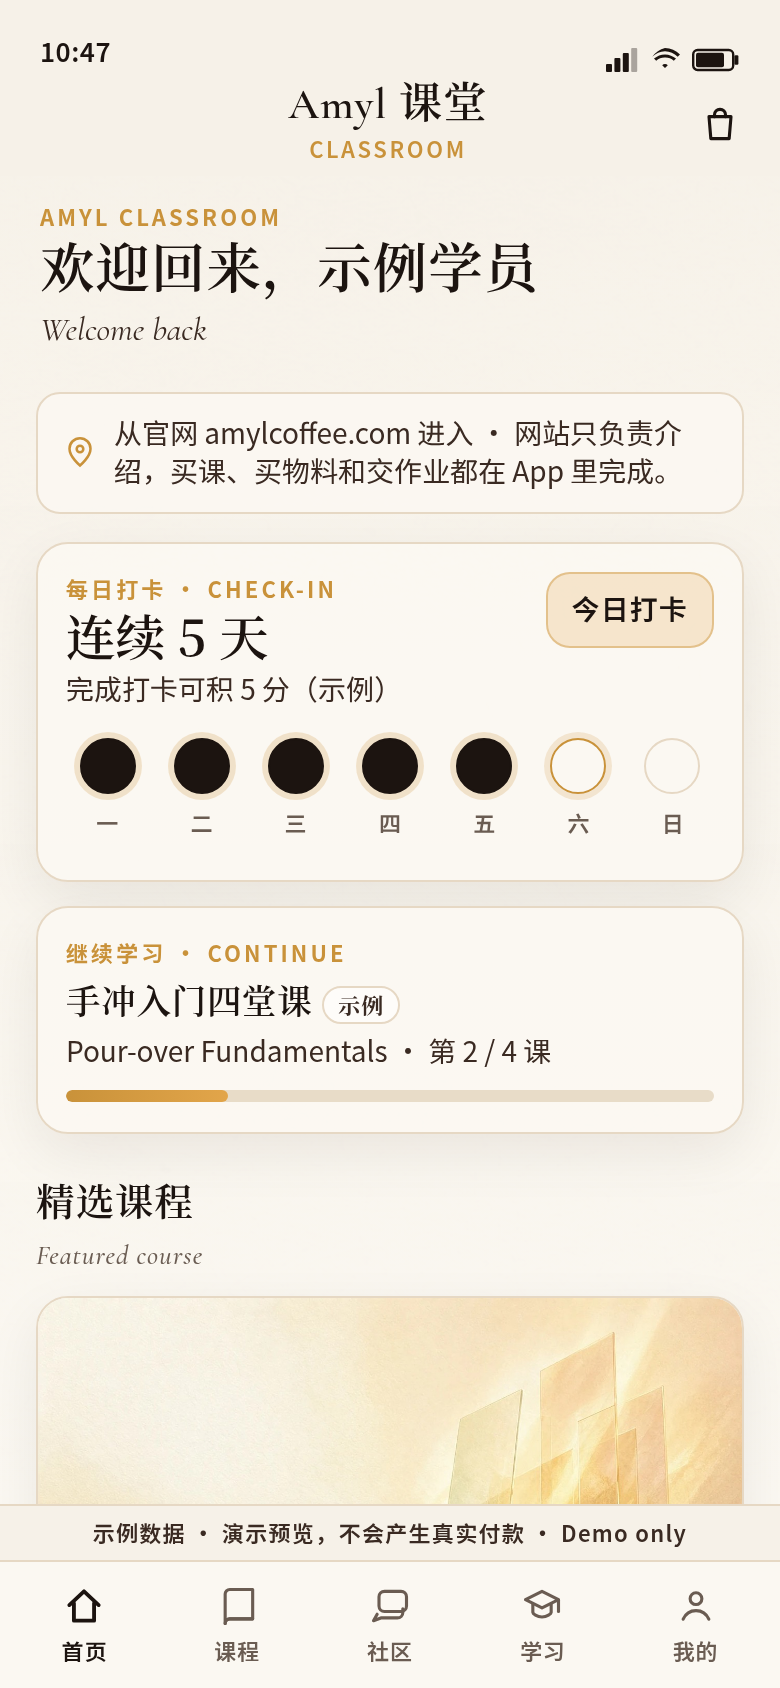 10:47
Amyl 课堂
CLASSROOM
AMYL CLASSROOM
欢迎回来，示例学员
Welcome back
从官网 amylcoffee.com 进入 · 网站只负责介
绍，买课、买物料和交作业都在 App 里完成。
每日打卡 · CHECK-IN
今日打卡
连续 5 天
完成打卡可积 5 分（示例）
一 二 三 四 五 六 日
继续学习 · CONTINUE
手冲入门四堂课 示例
Pour-over Fundamentals · 第 2 / 4 课
精选课程
Featured course
示例数据 · 演示预览，不会产生真实付款 · Demo only
首页 课程 社区 学习 我的